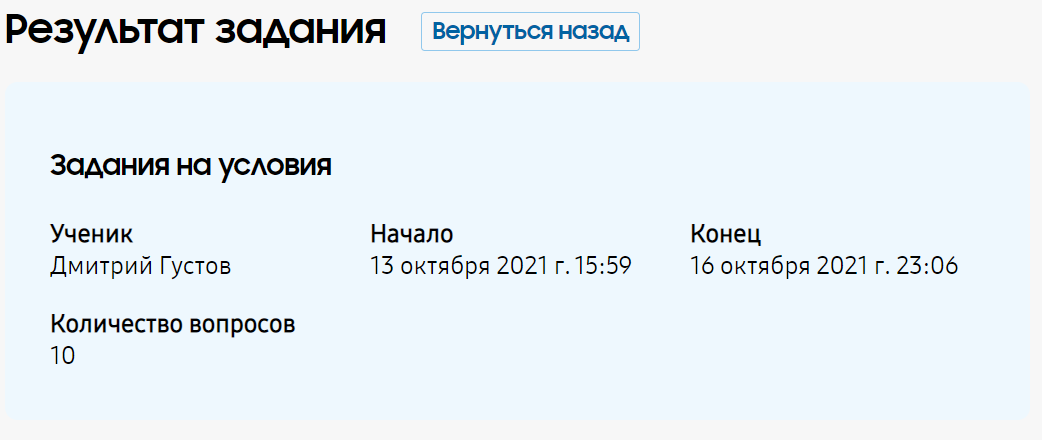 Результат задания
Вернуться назад
Задания на условия
Ученик
Дмитрий Густов
Начало
13 октября 2021 г. 15:59
Конец
16 октября 2021 г. 23:06
Количество вопросов
10